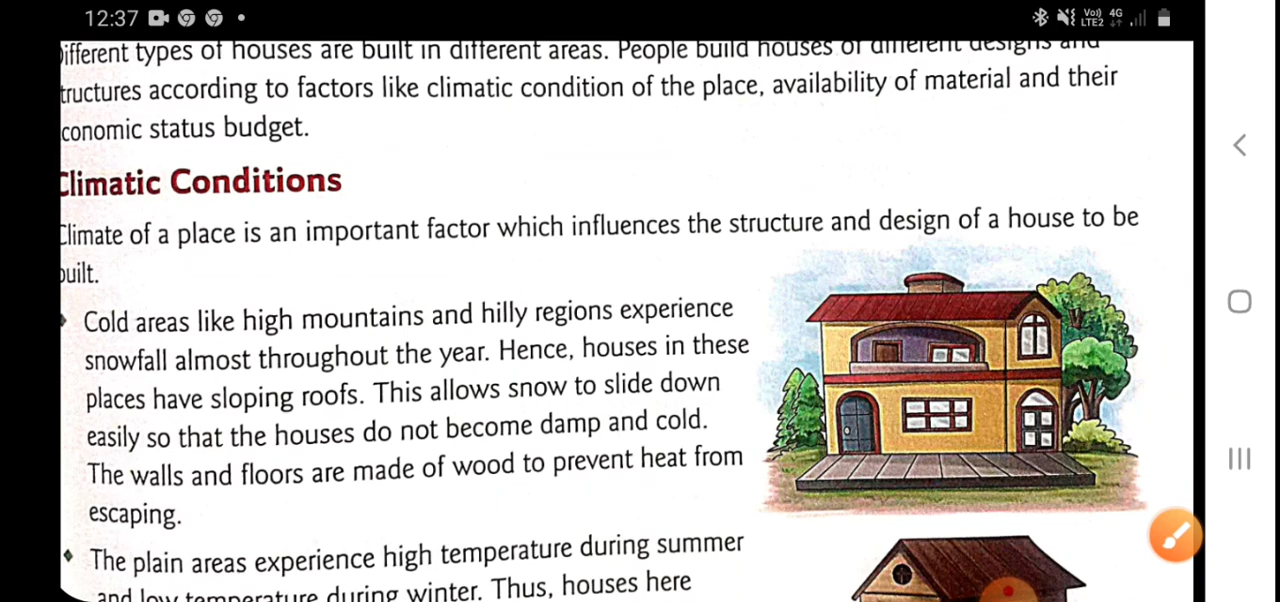 12:37
Vo) 4G
LTE2
ifferent types of houses are built in different areas. People build houses of different designs and
tructures according to factors like climatic condition of the place, availability of material and their
conomic status budget.
Climatic Conditions
Climate of a place is an important factor which influences the structure and design of a house to be
built.
Cold areas like high mountains and hilly regions experience
snowfall almost throughout the year. Hence, houses in these
places have sloping roofs. This allows snow to slide down
easily so that the houses do not become damp and cold.
The walls and floors are made of wood to prevent heat from
escaping.
The plain areas experience high temperature during summer
and low temperature during winter. Thus, houses here